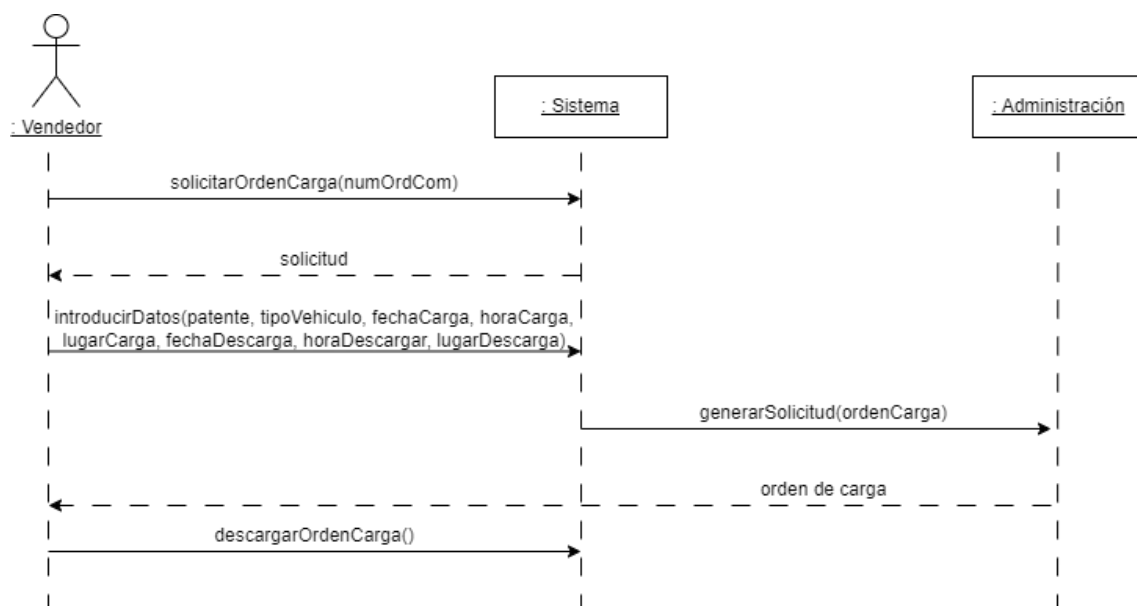 : Vendedor
: Sistema
: Administración
solicitarOrdenCarga(numOrdCom)
solicitud
introducirDatos(patente, tipoVehiculo, fechaCarga, horaCarga,
lugarCarga, fechaDescarga, horaDescargar, lugarDescarga)
generarSolicitud(ordenCarga)
orden de carga
descargarOrdenCarga()